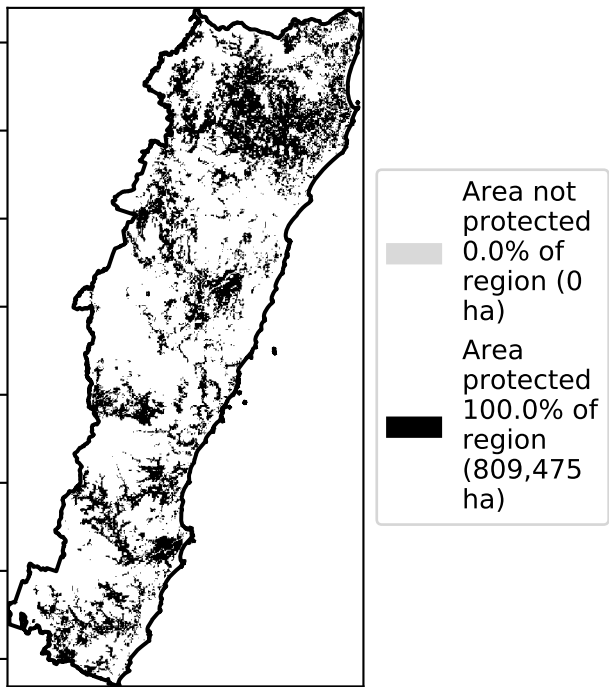 Area not
protected
0.0% of
region (0
ha)
Area
protected
100.0% of
region
(809,475
ha)